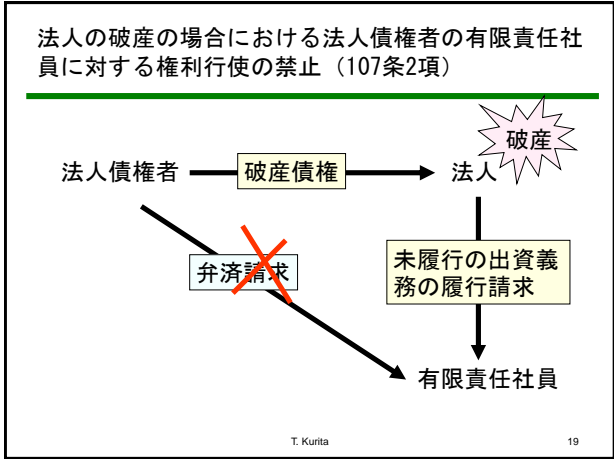 法人の破産の場合における法人債権者の有限責任社
員に対する権利行使の禁止（107条2項）
破産
法人債権者
破産債権
法人
弁済請求
未履行の出資義
務の履行請求
有限責任社員
T. Kurita
19